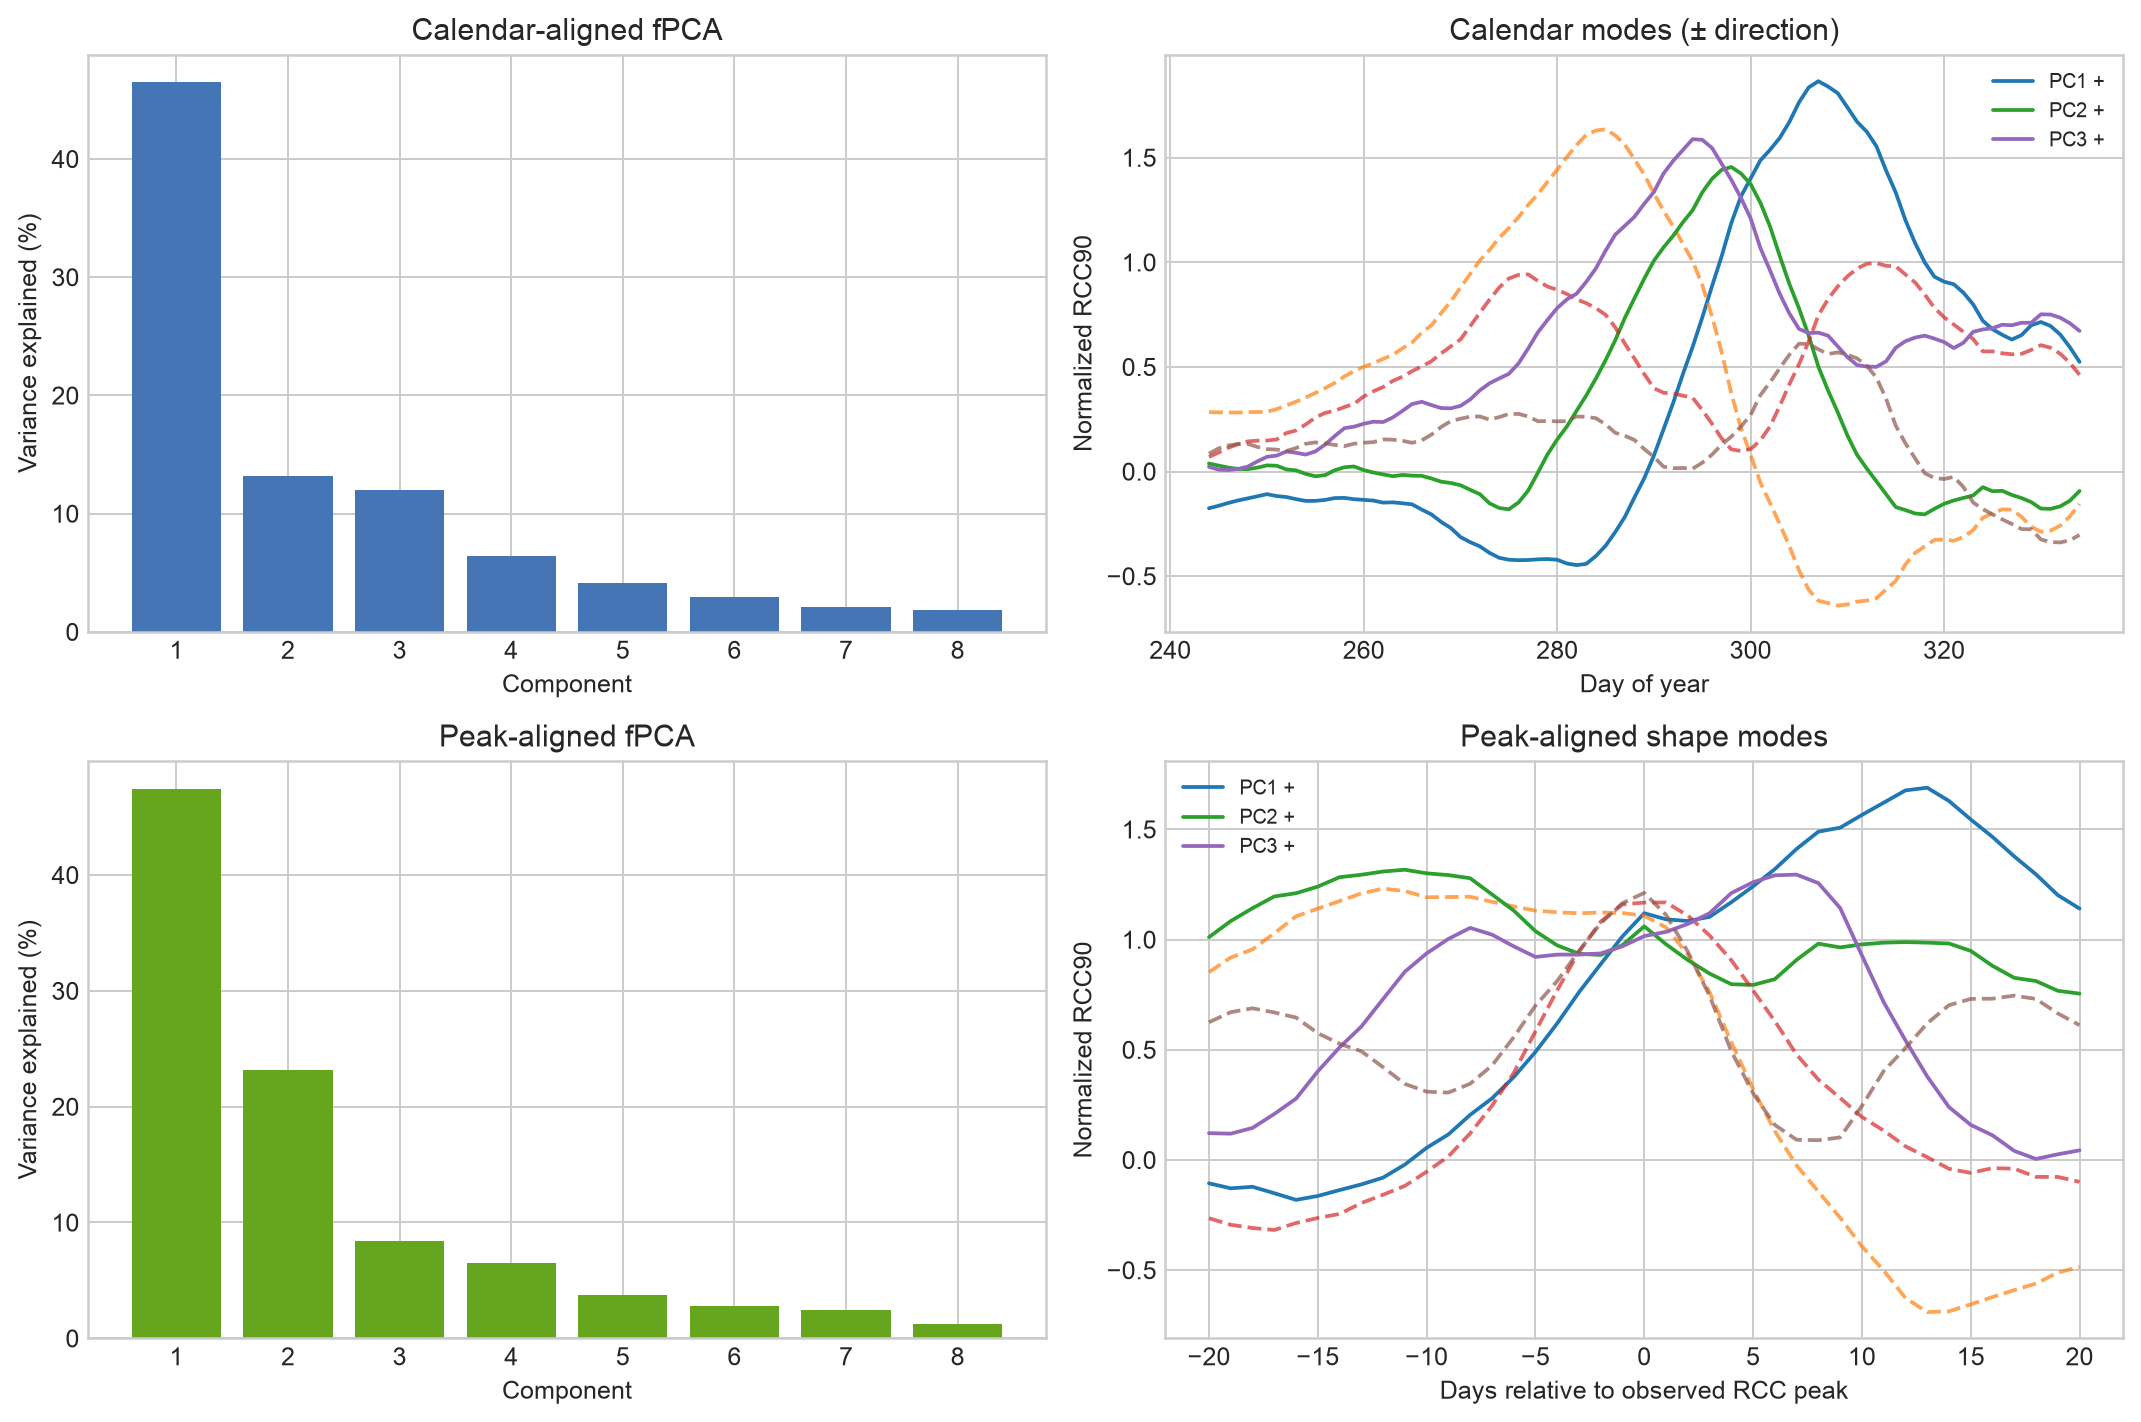 Calendar-aligned fPCA
Variance explained (%)
40
30
20
10
0
1 2 3 4 5 6 7 8
Component
Calendar modes (± direction)
Normalized RCC90
1.5
1.0
0.5
0.0
−0.5
PC1 +
PC2 +
PC3 +
240 260 280 300 320
Day of year
Peak-aligned fPCA
Variance explained (%)
40
30
20
10
0
1 2 3 4 5 6 7 8
Component
Peak-aligned shape modes
Normalized RCC90
1.5
1.0
0.5
0.0
−0.5
PC1 +
PC2 +
PC3 +
−20 −15 −10 −5 0 5 10 15 20
Days relative to observed RCC peak